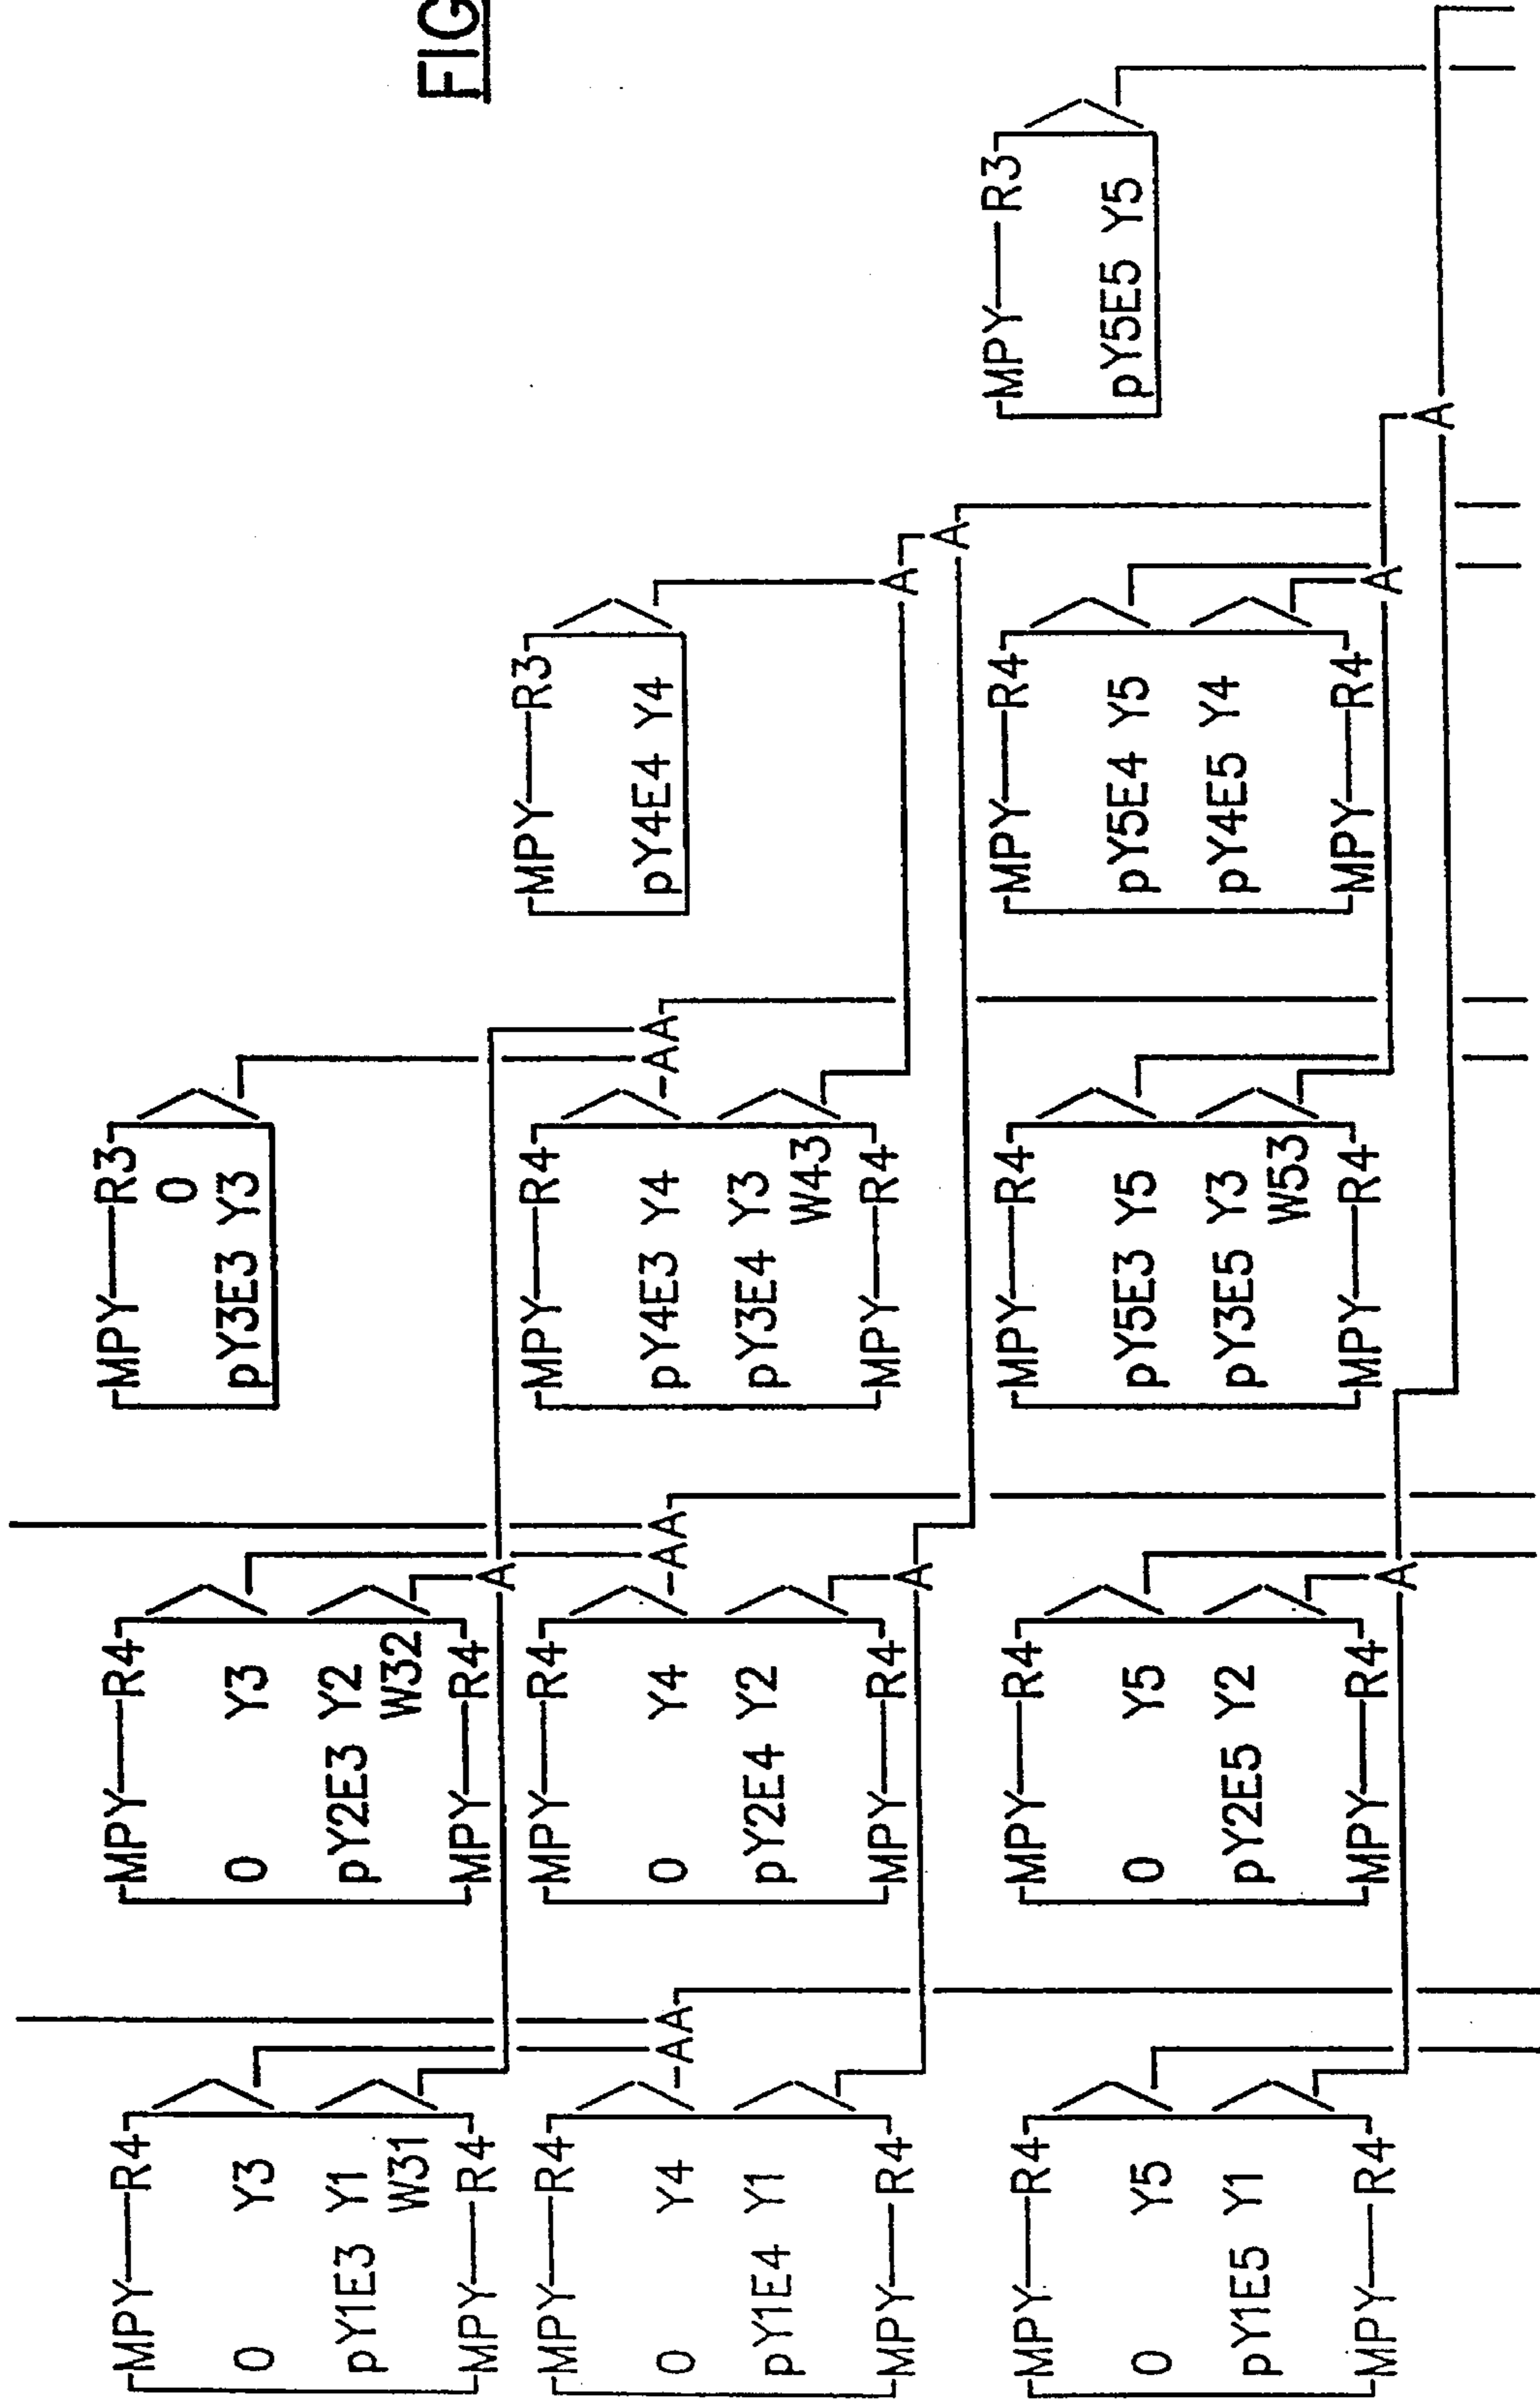 MPY R4 MPY R4 MPY R3
0
0 Y3 0 Y3 pY3E3 Y3
pY1E3 Y1 pY2E3 Y2
W31 W32
MPY R4 MPY R4
FIG
A
MPY R4 MPY R4 MPY R4 MPY R3
0 Y4 -AA 0 Y4 -AA pY4E3 Y4 -AA pY4E4 Y4
pY1E4 Y1 pY2E4 Y2 pY3E4 Y3
W43
MPY R4 MPY R4 MPY R4
A A
A
MPY R4 MPY R4 MPY R4 MPY R4 MPY R3
0 Y5 0 Y5 pY5E3 Y5 pY5E4 Y5 pY5E5 Y5
pY1E5 Y1 pY2E5 Y2 pY3E5 Y3 pY4E5 Y4
W53
MPY R4 MPY R4 MPY R4 MPY R4
A A
A